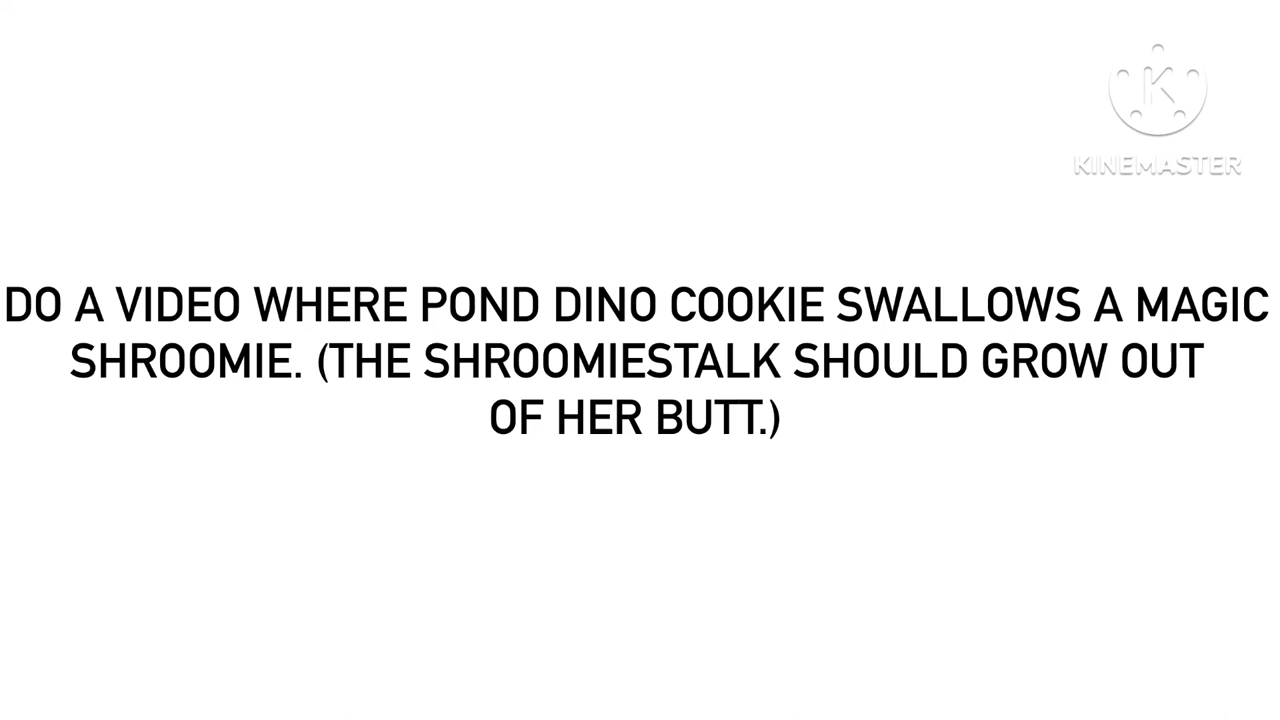 KINEMASTER
DO A VIDEO WHERE POND DINO COOKIE SWALLOWS A MAGIC
SHROOMIE. (THE SHROOMIESTALK SHOULD GROW OUT
OF HER BUTT.)